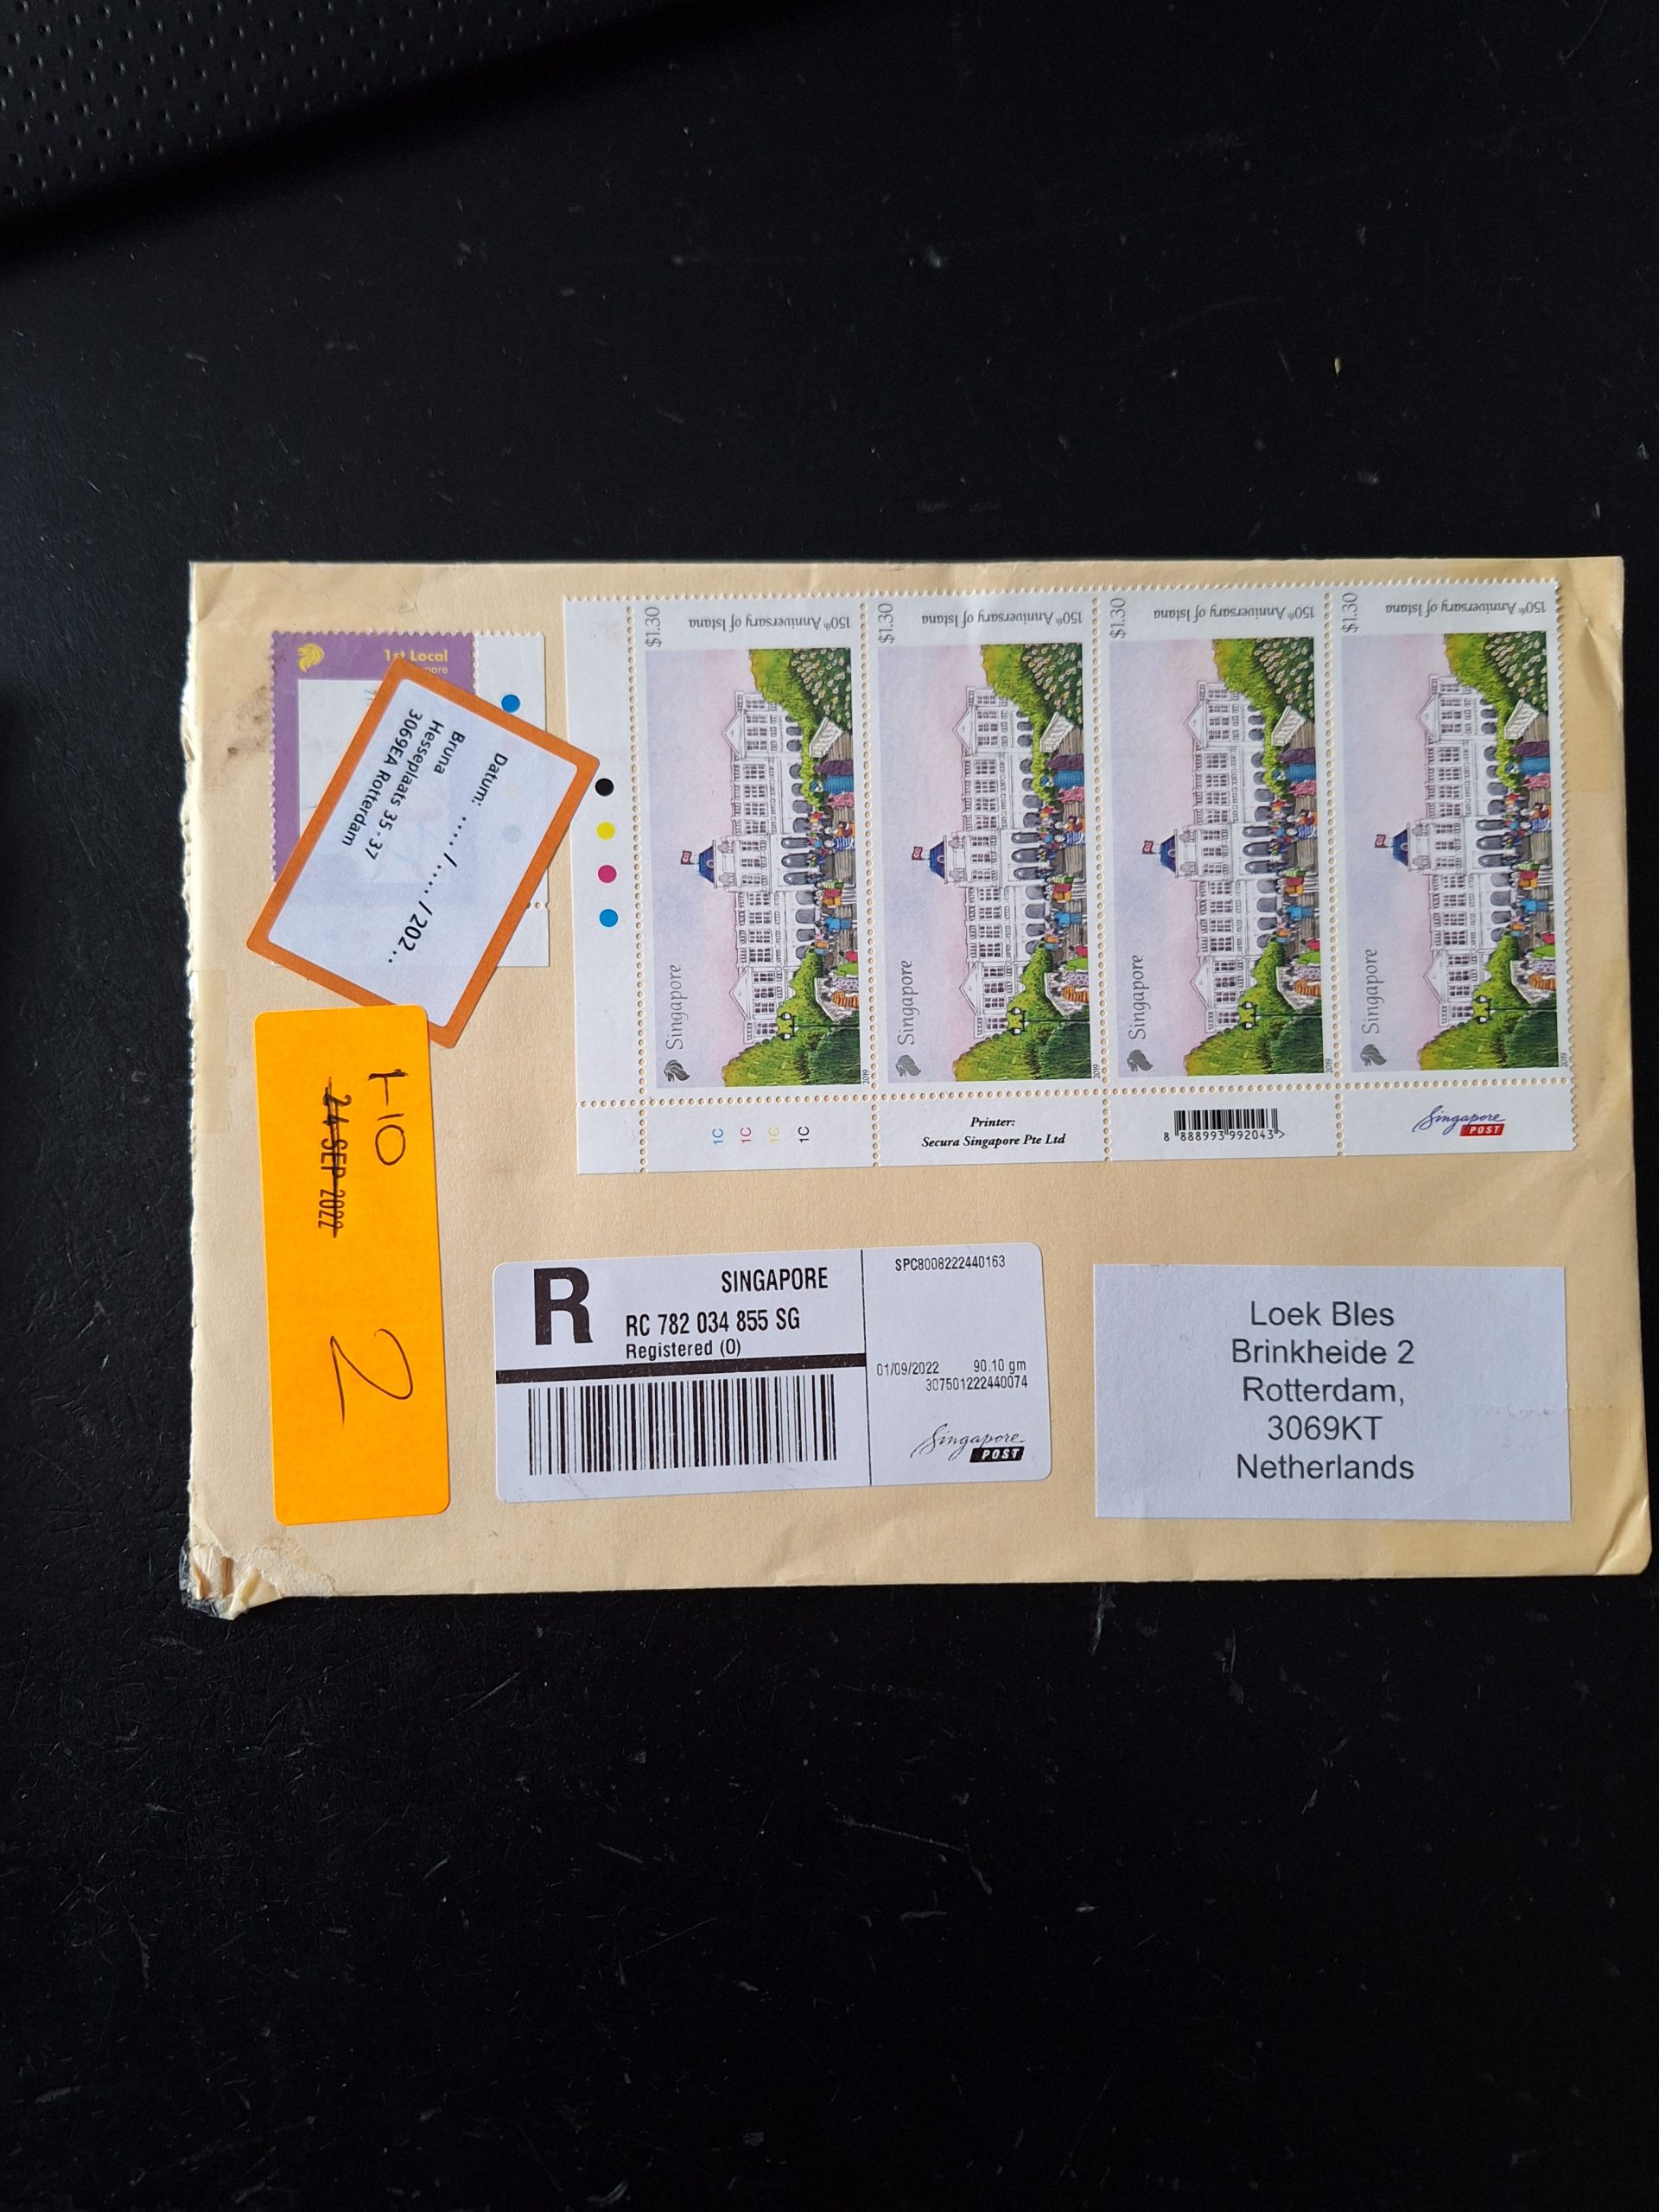 1st Local
Datum: ..... /..... / 202..
Bruna
Hesseplaats 35-37
3069EA Rotterdam
$1.30
150th Anniversary of Istana
Singapore
2019
$1.30
150th Anniversary of Istana
Singapore
2019
$1.30
150th Anniversary of Istana
Singapore
2019
$1.30
150th Anniversary of Istana
Singapore
2019
1C
1C
1C
1C
Printer:
Secura Singapore Pte Ltd
8 888993 992043 >
Singapore
POST
24 SEP 2022
2
R
SINGAPORE
RC 782 034 855 SG
Registered (0)
SPC8008222440163
01/09/2022 90.10 gm
307501222440074
Singapore
POST
Loek Bles
Brinkheide 2
Rotterdam,
3069KT
Netherlands